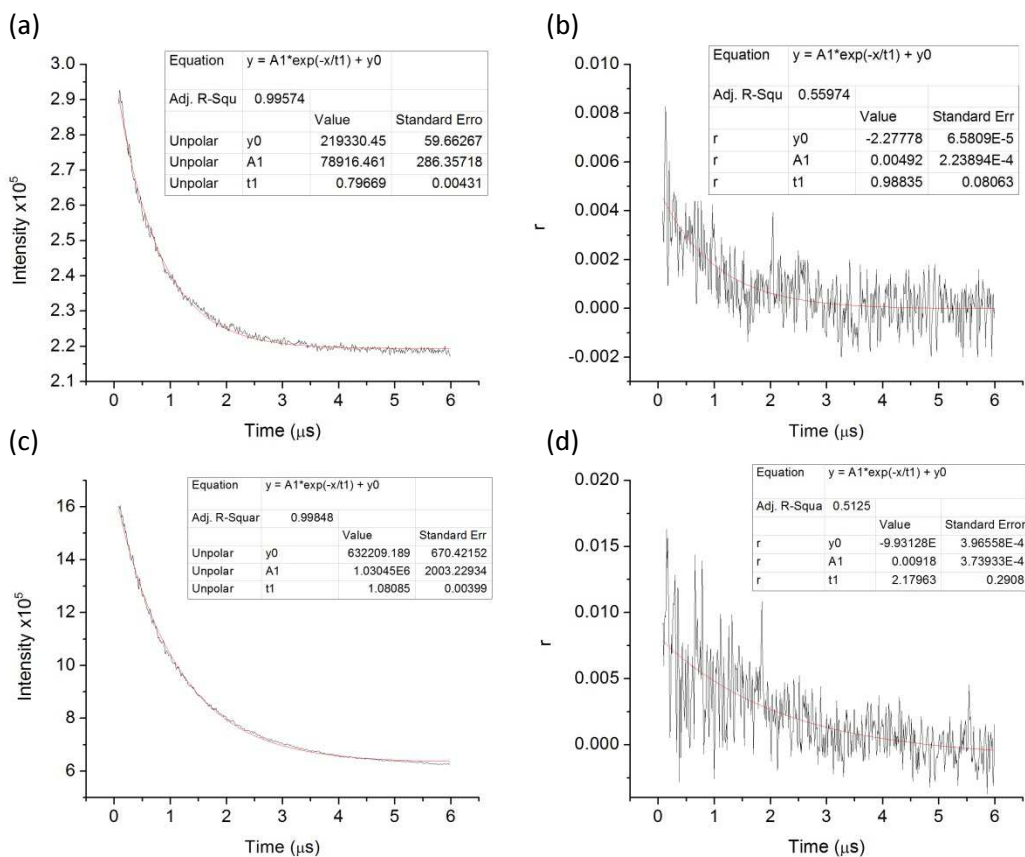 (a)
Equation y = A1*exp(-x/t1) + y0
Adj. R-Squ 0.99574
Value Standard Erro
Unpolar y0 219330.45 59.66267
Unpolar A1 78916.461 286.35718
Unpolar t1 0.79669 0.00431
3.0
2.9
2.8
2.7
2.6
2.5
2.4
2.3
2.2
2.1
Intensity x10⁵
0 1 2 3 4 5 6
Time (μs)
(b)
Equation y = A1*exp(-x/t1) + y0
Adj. R-Squ 0.55974
Value Standard Err
r y0 -2.27778 6.5809E-5
r A1 0.00492 2.23894E-4
r t1 0.98835 0.08063
0.010
0.008
0.006
0.004
0.002
0.000
-0.002
r
0 1 2 3 4 5 6
Time (μs)
(c)
Equation y = A1*exp(-x/t1) + y0
Adj. R-Squar 0.99848
Value Standard Err
Unpolar y0 632209.189 670.42152
Unpolar A1 1.03045E6 2003.22934
Unpolar t1 1.08085 0.00399
16
14
12
10
8
6
Intensity x10⁵
0 1 2 3 4 5 6
Time (μs)
(d)
Equation y = A1*exp(-x/t1) + y0
Adj. R-Squa 0.5125
Value Standard Error
r y0 -9.93128E 3.96558E-4
r A1 0.00918 3.73933E-4
r t1 2.17963 0.2908
0.020
0.015
0.010
0.005
0.000
r
0 1 2 3 4 5 6
Time (μs)